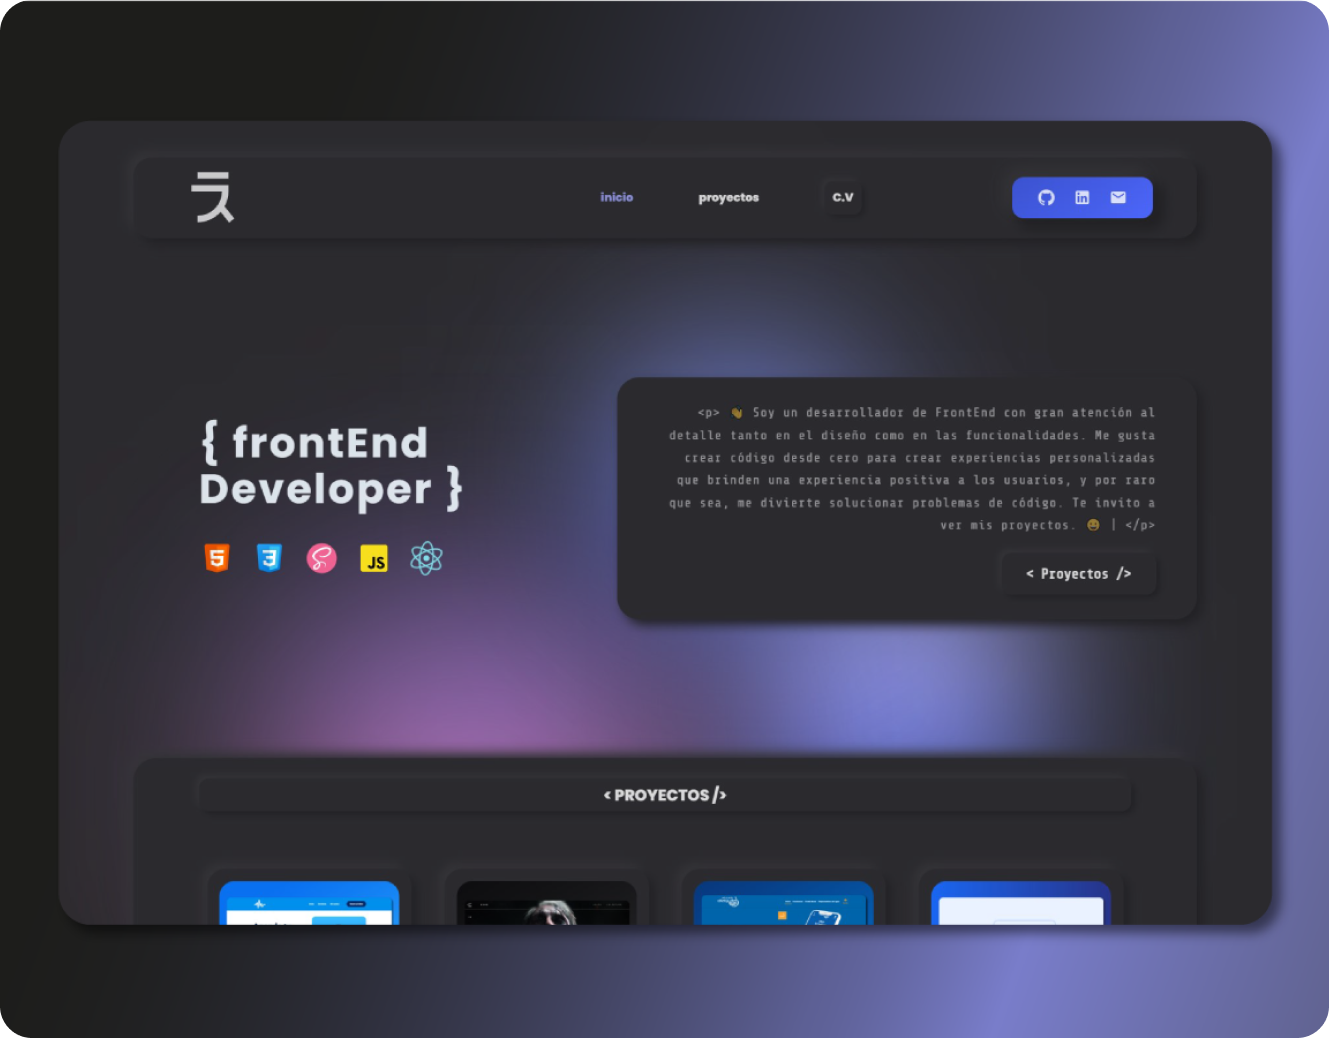 ラス
inicio
proyectos
C.V
{ frontEnd
Developer }
5
3
JS
<p> 👋 Soy un desarrollador de FrontEnd con gran atención al
detalle tanto en el diseño como en las funcionalidades. Me gusta
crear código desde cero para crear experiencias personalizadas
que brinden una experiencia positiva a los usuarios, y por raro
que sea, me divierte solucionar problemas de código. Te invito a
ver mis proyectos. 😄 | </p>
< Proyectos />
< PROYECTOS />